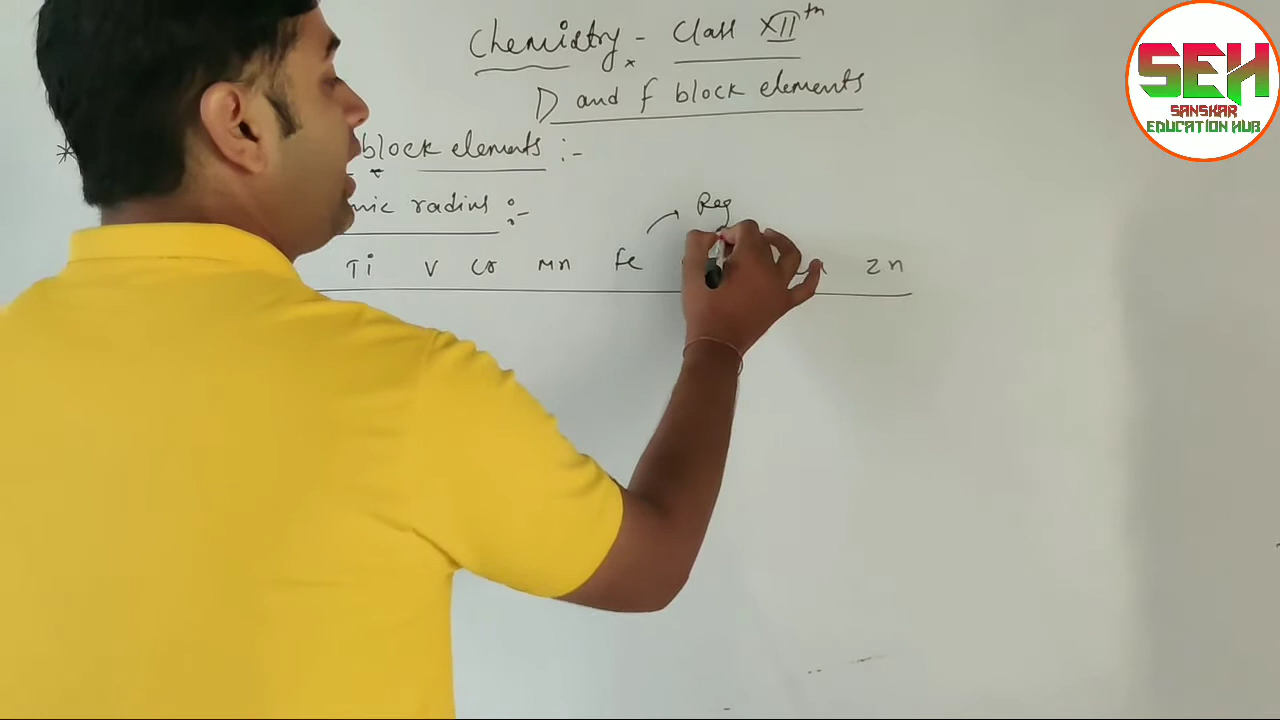 Chemistry - Class XIIth
D and f block elements
* block elements :-
mic radius :-
Reg
Ti V Cr Mn Fe Zn
SEH
SANSKAR
EDUCATION HUB